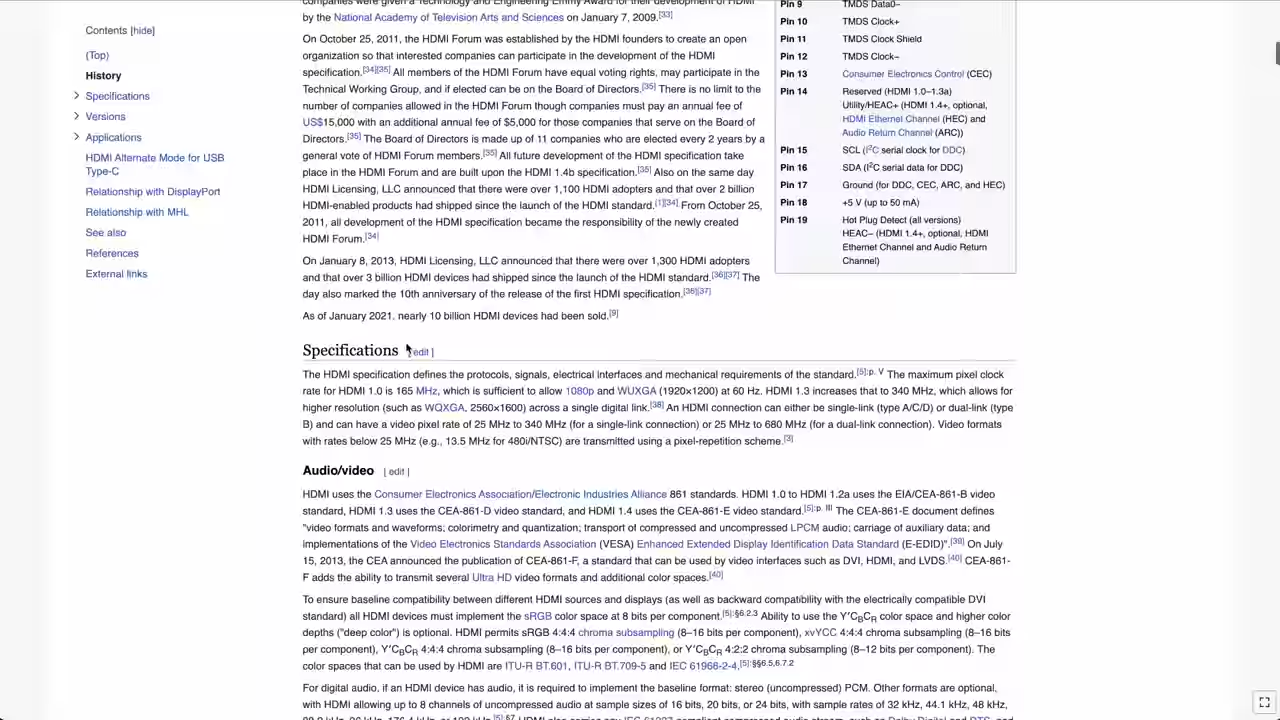 Contents [hide]
(Top)
History
Specifications
Versions
Applications
HDMI Alternate Mode for USB
Type-C
Relationship with DisplayPort
Relationship with MHL
See also
References
External links
companies were given a Technology and Engineering Emmy Award for their development of HDMI
by the National Academy of Television Arts and Sciences on January 7, 2009.[33]
On October 25, 2011, the HDMI Forum was established by the HDMI founders to create an open
organization so that interested companies can participate in the development of the HDMI
specification.[34][35] All members of the HDMI Forum have equal voting rights, may participate in the
Technical Working Group, and if elected can be on the Board of Directors.[35] There is no limit to the
number of companies allowed in the HDMI Forum though companies must pay an annual fee of
US$15,000 with an additional annual fee of $5,000 for those companies that serve on the Board of
Directors.[35] The Board of Directors is made up of 11 companies who are elected every 2 years by a
general vote of HDMI Forum members.[35] All future development of the HDMI specification take
place in the HDMI Forum and are built upon the HDMI 1.4b specification.[35] Also on the same day
HDMI Licensing, LLC announced that there were over 1,100 HDMI adopters and that over 2 billion
HDMI-enabled products had shipped since the launch of the HDMI standard.[1][34] From October 25,
2011, all development of the HDMI specification became the responsibility of the newly created
HDMI Forum.[34]
On January 8, 2013, HDMI Licensing, LLC announced that there were over 1,300 HDMI adopters
and that over 3 billion HDMI devices had shipped since the launch of the HDMI standard.[36][37] The
day also marked the 10th anniversary of the release of the first HDMI specification.[36][37]
As of January 2021, nearly 10 billion HDMI devices had been sold.[9]
Pin 9 TMDS Data0−
Pin 10 TMDS Clock+
Pin 11 TMDS Clock Shield
Pin 12 TMDS Clock−
Pin 13 Consumer Electronics Control (CEC)
Pin 14 Reserved (HDMI 1.0–1.3a)
Utility/HEAC+ (HDMI 1.4+, optional,
HDMI Ethernet Channel (HEC) and
Audio Return Channel (ARC))
Pin 15 SCL (I²C serial clock for DDC)
Pin 16 SDA (I²C serial data for DDC)
Pin 17 Ground (for DDC, CEC, ARC, and HEC)
Pin 18 +5 V (up to 50 mA)
Pin 19 Hot Plug Detect (all versions)
HEAC− (HDMI 1.4+, optional, HDMI
Ethernet Channel and Audio Return
Channel)
Specifications [edit]
The HDMI specification defines the protocols, signals, electrical interfaces and mechanical requirements of the standard.[5]:p. V The maximum pixel clock
rate for HDMI 1.0 is 165 MHz, which is sufficient to allow 1080p and WUXGA (1920×1200) at 60 Hz. HDMI 1.3 increases that to 340 MHz, which allows for
higher resolution (such as WQXGA, 2560×1600) across a single digital link.[38] An HDMI connection can either be single-link (type A/C/D) or dual-link (type
B) and can have a video pixel rate of 25 MHz to 340 MHz (for a single-link connection) or 25 MHz to 680 MHz (for a dual-link connection). Video formats
with rates below 25 MHz (e.g., 13.5 MHz for 480i/NTSC) are transmitted using a pixel-repetition scheme.[3]
Audio/video [edit]
HDMI uses the Consumer Electronics Association/Electronic Industries Alliance 861 standards. HDMI 1.0 to HDMI 1.2a uses the EIA/CEA-861-B video
standard, HDMI 1.3 uses the CEA-861-D video standard, and HDMI 1.4 uses the CEA-861-E video standard.[5]:p. III The CEA-861-E document defines
"video formats and waveforms; colorimetry and quantization; transport of compressed and uncompressed LPCM audio; carriage of auxiliary data; and
implementations of the Video Electronics Standards Association (VESA) Enhanced Extended Display Identification Data Standard (E-EDID)".[39] On July
15, 2013, the CEA announced the publication of CEA-861-F, a standard that can be used by video interfaces such as DVI, HDMI, and LVDS.[40] CEA-861-
F adds the ability to transmit several Ultra HD video formats and additional color spaces.[40]
To ensure baseline compatibility between different HDMI sources and displays (as well as backward compatibility with the electrically compatible DVI
standard) all HDMI devices must implement the sRGB color space at 8 bits per component.[5]:§6.2.3 Ability to use the Y′CBCR color space and higher color
depths ("deep color") is optional. HDMI permits sRGB 4:4:4 chroma subsampling (8–16 bits per component), xvYCC 4:4:4 chroma subsampling (8–16 bits
per component), Y′CBCR 4:4:4 chroma subsampling (8–16 bits per component), or Y′CBCR 4:2:2 chroma subsampling (8–12 bits per component). The
color spaces that can be used by HDMI are ITU-R BT.601, ITU-R BT.709-5 and IEC 61966-2-4.[5]:§§6.5,6.7.2
For digital audio, if an HDMI device has audio, it is required to implement the baseline format: stereo (uncompressed) PCM. Other formats are optional,
with HDMI allowing up to 8 channels of uncompressed audio at sample sizes of 16 bits, 20 bits, or 24 bits, with sample rates of 32 kHz, 44.1 kHz, 48 kHz,